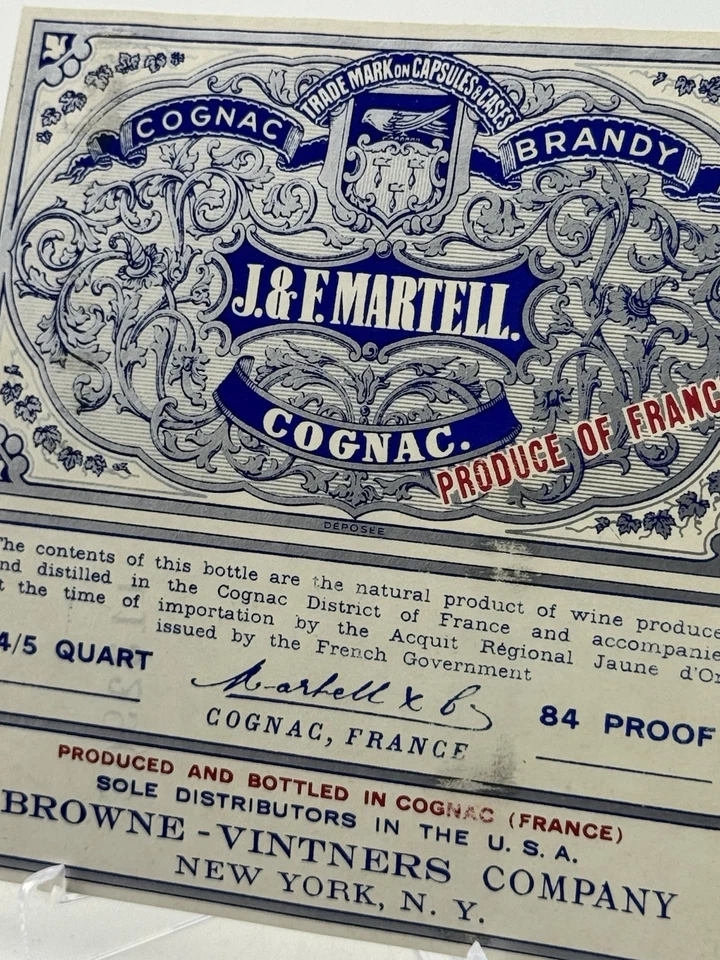 TRADE MARK ON CAPSULES & CASES
COGNAC
BRANDY
J.&F. MARTELL.
COGNAC.
PRODUCE OF FRANC
DÉPOSÉE
The contents of this bottle are the natural product of wine produce
nd distilled in the Cognac District of France and accompanie
t the time of importation by the Acquit Régional Jaune d'Or
issued by the French Government
4/5 QUART
Martell & Co
84 PROOF
COGNAC, FRANCE
PRODUCED AND BOTTLED IN COGNAC (FRANCE)
SOLE DISTRIBUTORS IN THE U. S. A.
BROWNE-VINTNERS COMPANY
NEW YORK, N. Y.